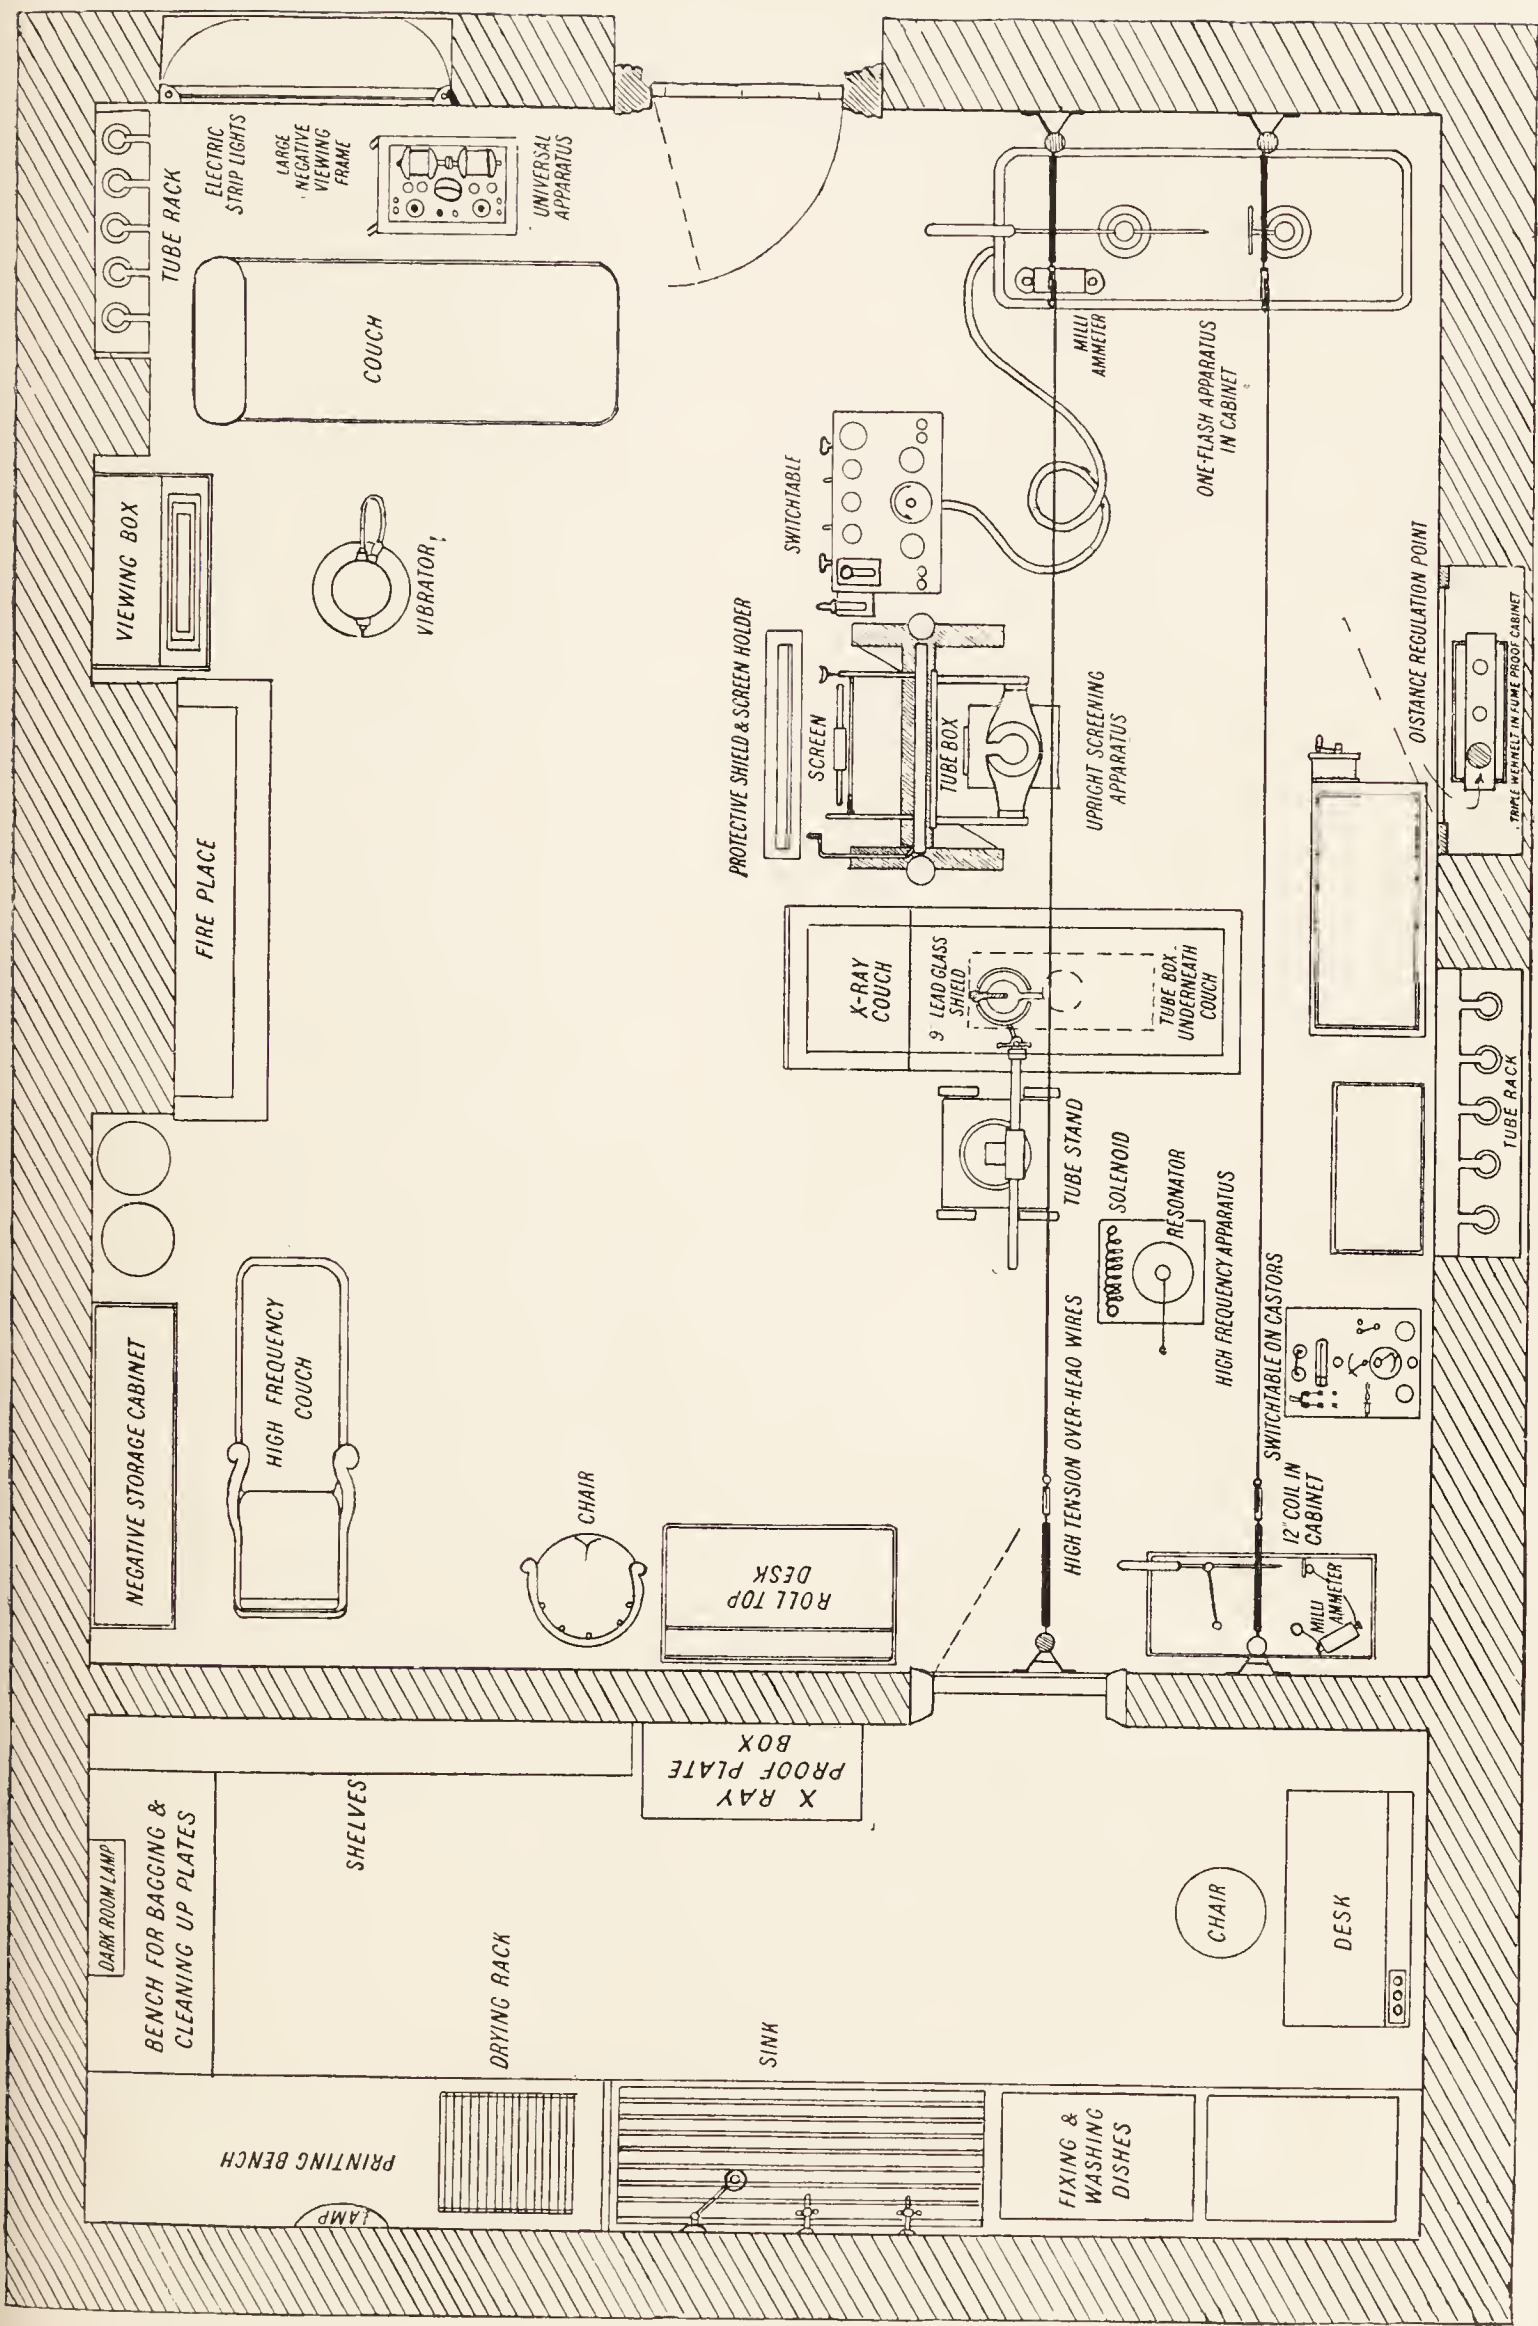 ELECTRIC
STRIP LIGHTS
LARGE
NEGATIVE
VIEWING
FRAME
UNIVERSAL
APPARATUS
TUBE RACK
COUCH
VIEWING BOX
VIBRATOR
FIRE PLACE
NEGATIVE STORAGE CABINET
HIGH FREQUENCY
COUCH
CHAIR
ROLL TOP
DESK
MILLI
AMMETER
ONE-FLASH APPARATUS
IN CABINET
SWITCHTABLE
PROTECTIVE SHIELD & SCREEN HOLDER
SCREEN
TUBE BOX
UPRIGHT SCREENING
APPARATUS
DISTANCE REGULATION POINT
TRIPLE WEHNELT IN FUME PROOF CABINET
X-RAY
COUCH
9" LEAD GLASS
SHIELD
TUBE BOX
UNDERNEATH
COUCH
TUBE STAND
SOLENOID
RESONATOR
HIGH FREQUENCY APPARATUS
TUBE RACK
HIGH TENSION OVER-HEAD WIRES
SWITCHTABLE ON CASTORS
12" COIL IN
CABINET
MILLI
AMMETER
X RAY
PROOF PLATE
BOX
SHELVES
DARK ROOM LAMP
BENCH FOR BAGGING &
CLEANING UP PLATES
DRYING RACK
SINK
CHAIR
DESK
PRINTING BENCH
LAMP
FIXING &
WASHING
DISHES